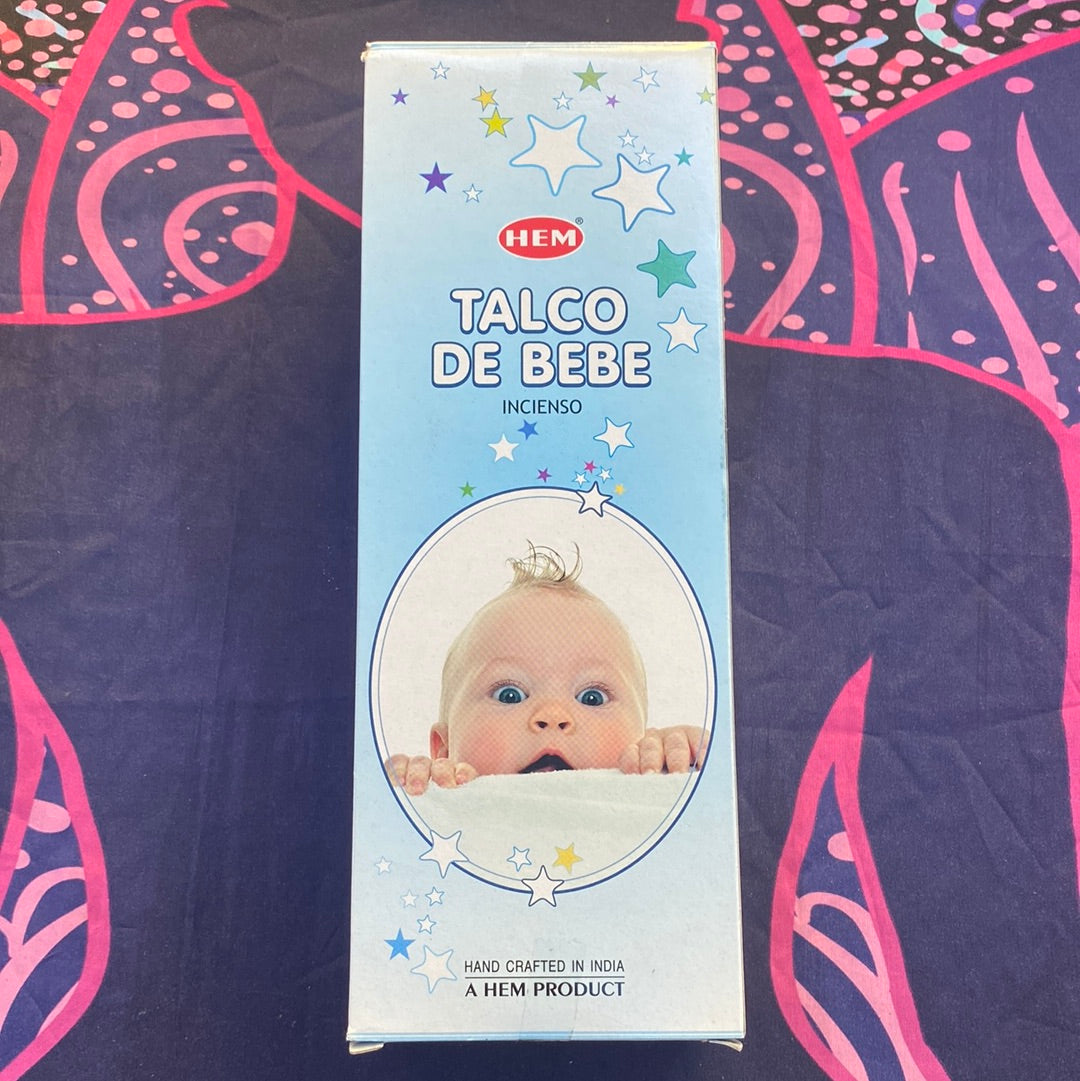 HEM®
TALCO
DE BEBE
INCIENSO
HAND CRAFTED IN INDIA
A HEM PRODUCT